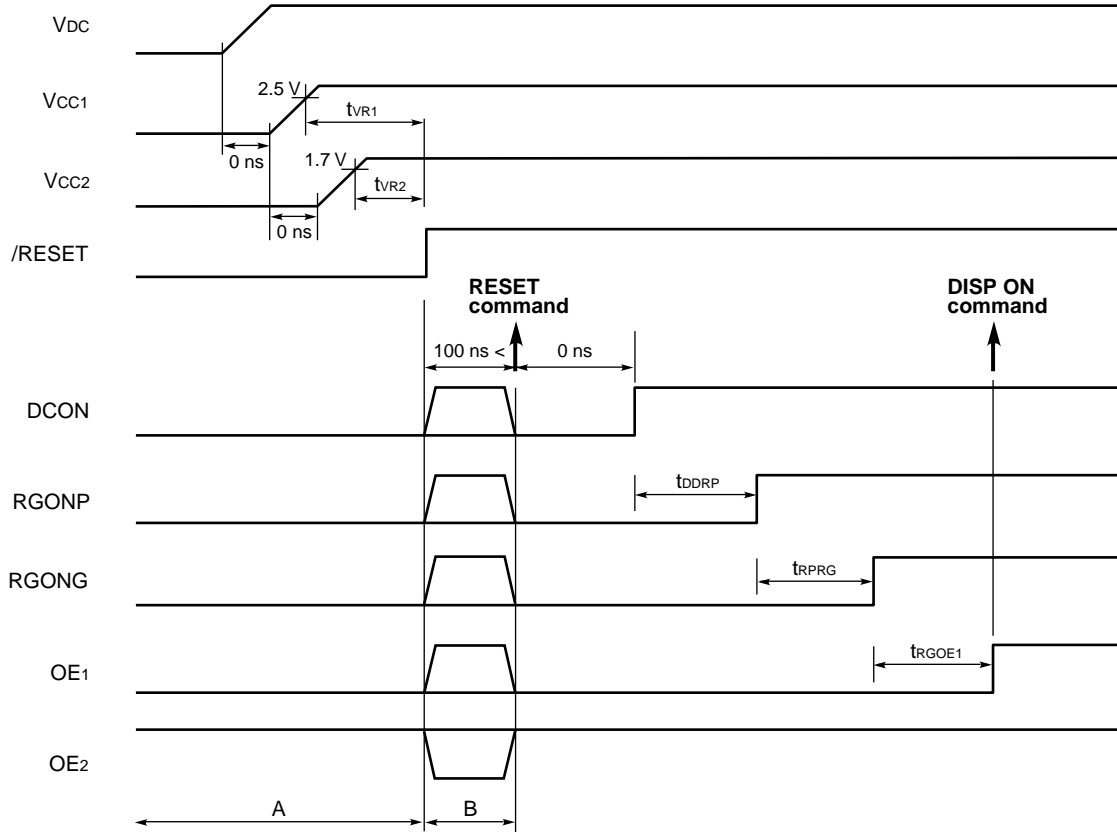 VDC
VCC1
2.5 V
tVR1
0 ns
VCC2
1.7 V
tVR2
0 ns
/RESET
RESET
command
DISP ON
command
100 ns <
0 ns
DCON
RGONP
tDDRP
RGONG
tRPRG
OE1
tRGOE1
OE2
A
B